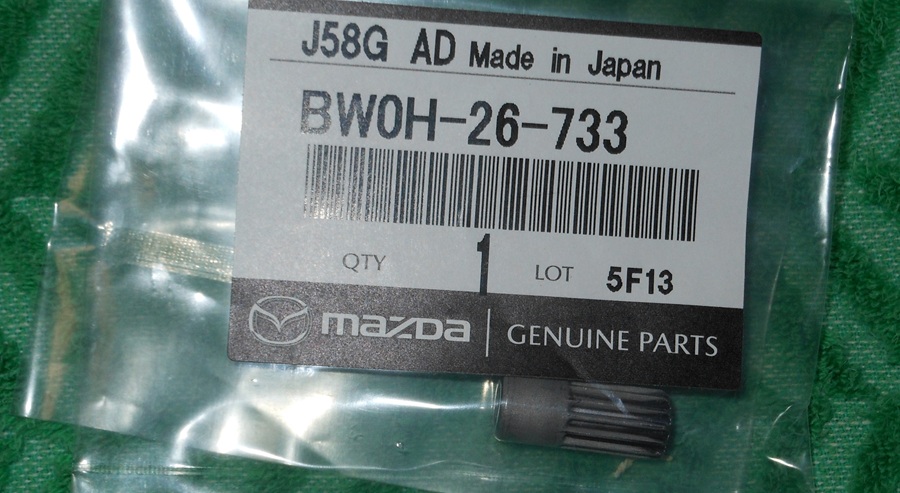 J58G AD Made in Japan
BW0H-26-733
QTY 1 LOT 5F13
mazda GENUINE PARTS